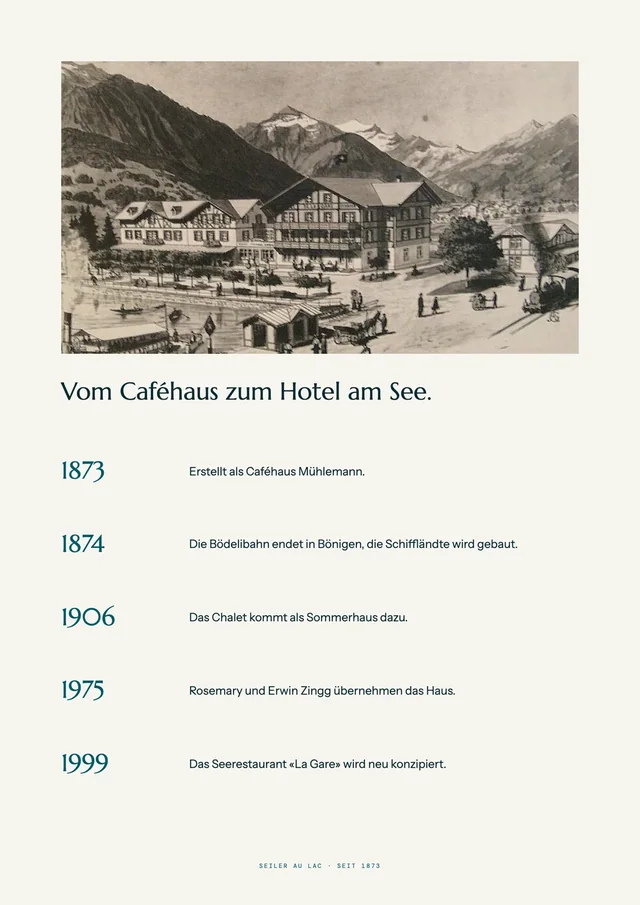 Vom Caféhaus zum Hotel am See.
1873 Erstellt als Caféhaus Mühlemann.
1874 Die Bödelibahn endet in Bönigen, die Schiffländte wird gebaut.
1906 Das Chalet kommt als Sommerhaus dazu.
1975 Rosemary und Erwin Zingg übernehmen das Haus.
1999 Das Seerestaurant «La Gare» wird neu konzipiert.
SEILER AU LAC · SEIT 1873